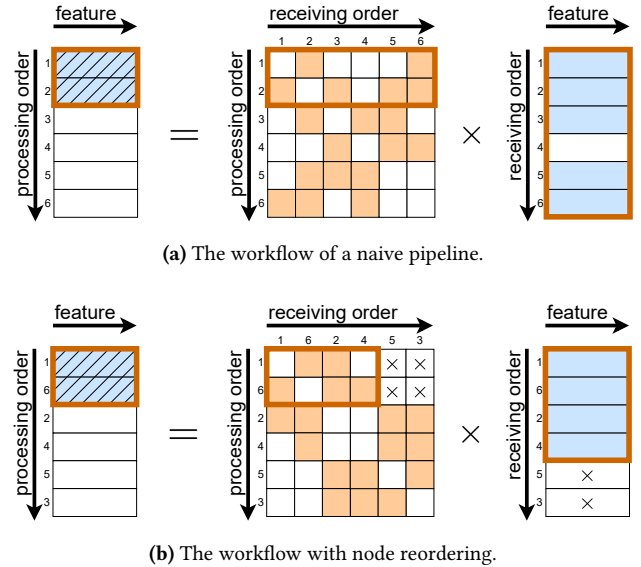 feature receiving order feature
1 2 3 4 5 6
processing order processing order receiving order
1 1 1
2 2 2
3 3 3
4 = 4 × 4
5 5 5
6 6 6
(a) The workflow of a naive pipeline.
feature receiving order feature
1 6 2 4 5 3
processing order processing order receiving order
1 1 × × 1
6 6 × × 6
2 2 2
4 = 4 × 4
5 5 5 ×
3 3 3 ×
(b) The workflow with node reordering.